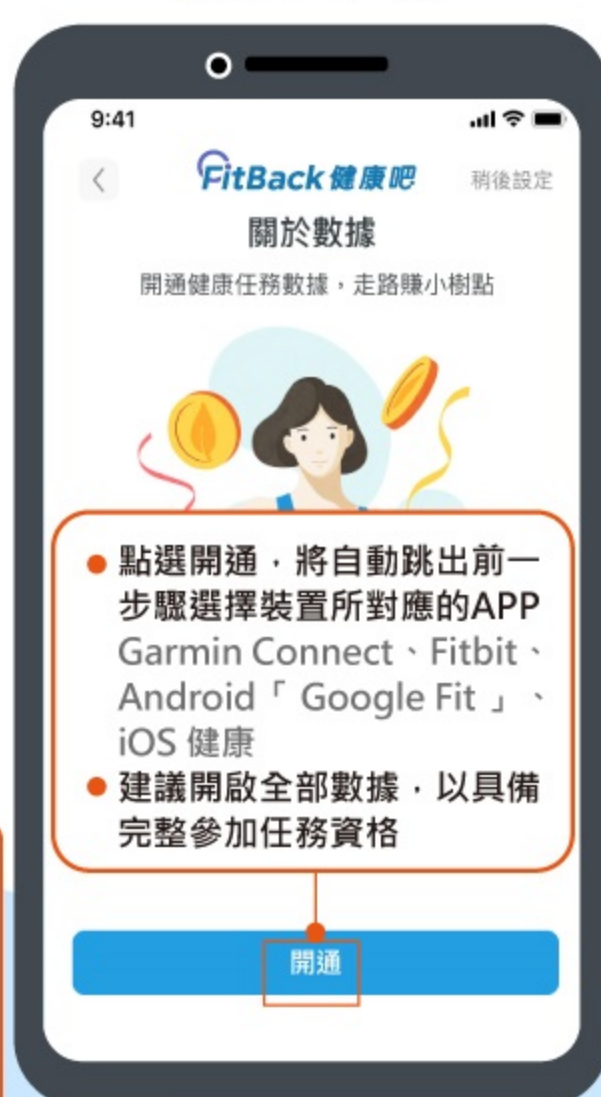 9:41
FitBack健康吧
稍後設定
關於數據
開通健康任務數據，走路賺小樹點
點選開通，將自動跳出前一
步驟選擇裝置所對應的APP
Garmin Connect、Fitbit、
Android「 Google Fit 」、
iOS 健康
建議開啟全部數據，以具備
完整參加任務資格
開通